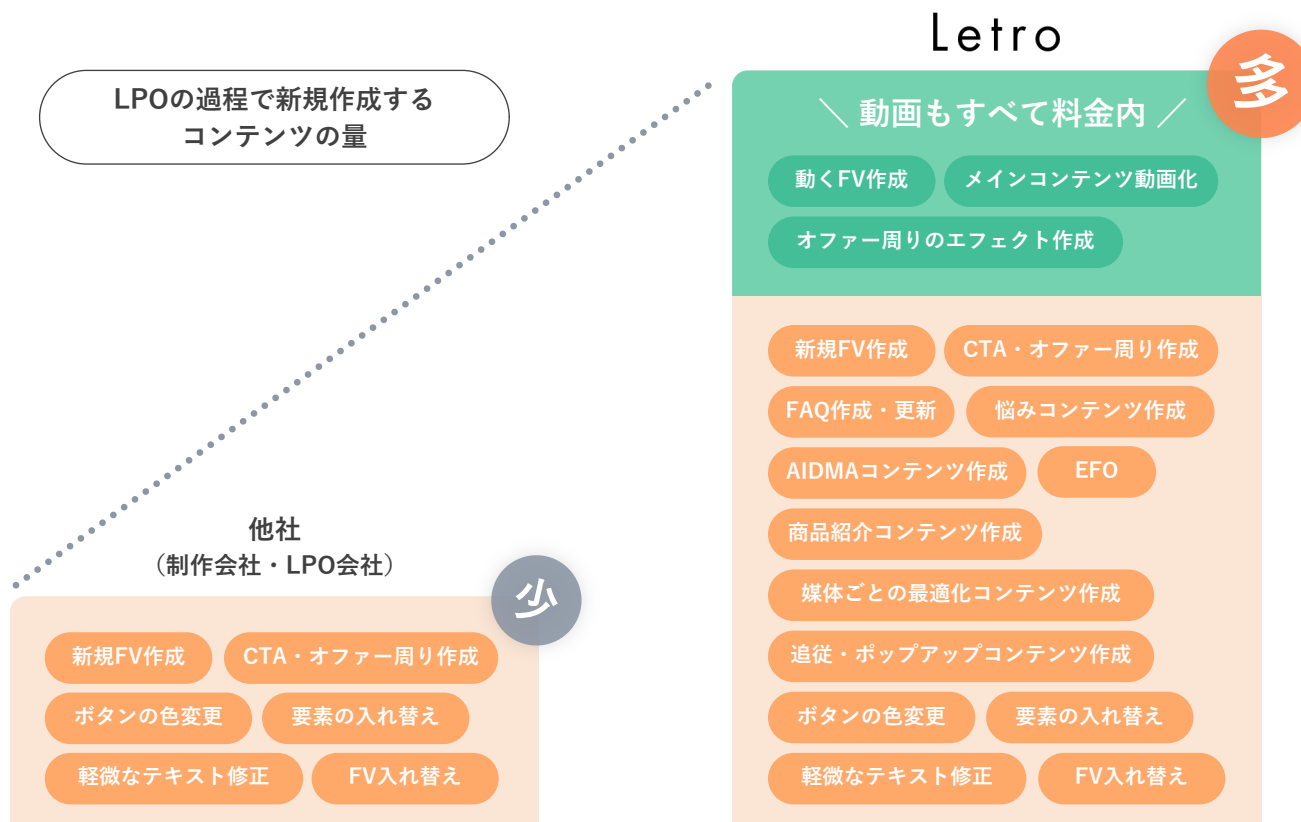 LPOの過程で新規作成する
コンテンツの量
他社
（制作会社・LPO会社）
少
新規FV作成
CTA・オファー周り作成
ボタンの色変更
要素の入れ替え
軽微なテキスト修正
FV入れ替え
Letro
多
＼ 動画もすべて料金内 ／
動くFV作成
メインコンテンツ動画化
オファー周りのエフェクト作成
新規FV作成
CTA・オファー周り作成
FAQ作成・更新
悩みコンテンツ作成
AIDMAコンテンツ作成
EFO
商品紹介コンテンツ作成
媒体ごとの最適化コンテンツ作成
追従・ポップアップコンテンツ作成
ボタンの色変更
要素の入れ替え
軽微なテキスト修正
FV入れ替え